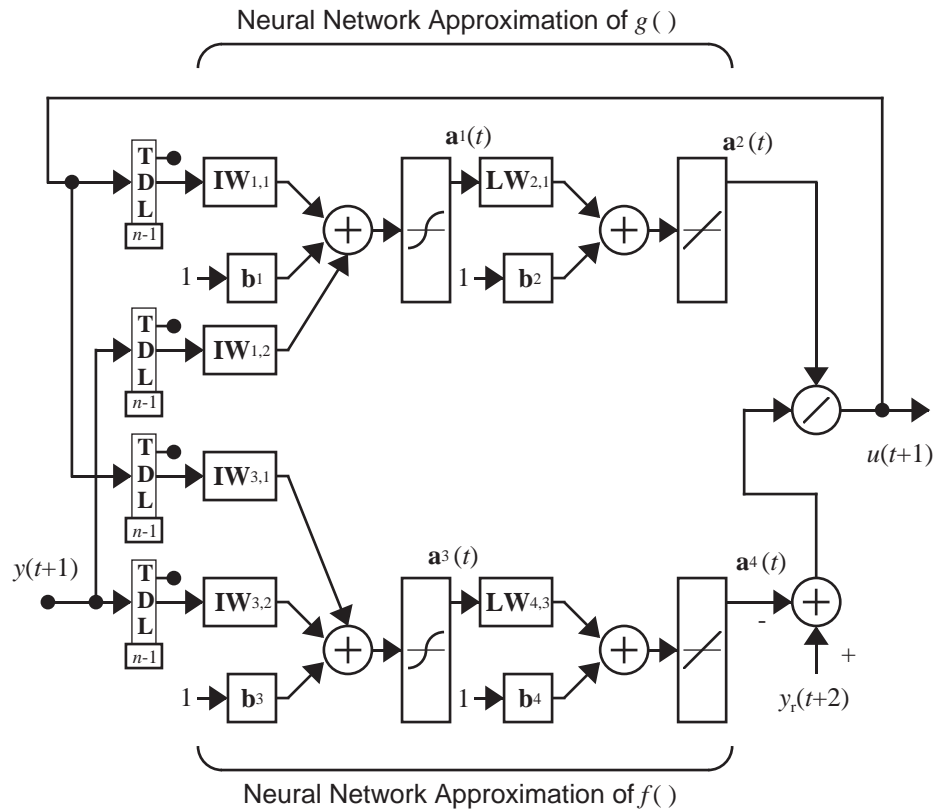 Neural Network Approximation of g ( )
a1(t) a2 (t)
T D L IW1,1 LW2,1
n-1
1 b1 1 b2
T D L IW1,2
n-1
u(t+1)
T D L IW3,1
n-1
y(t+1) a3 (t) a4 (t)
T D L IW3,2 LW4,3
n-1
- +
1 b3 1 b4 yr(t+2)
Neural Network Approximation of f ( )